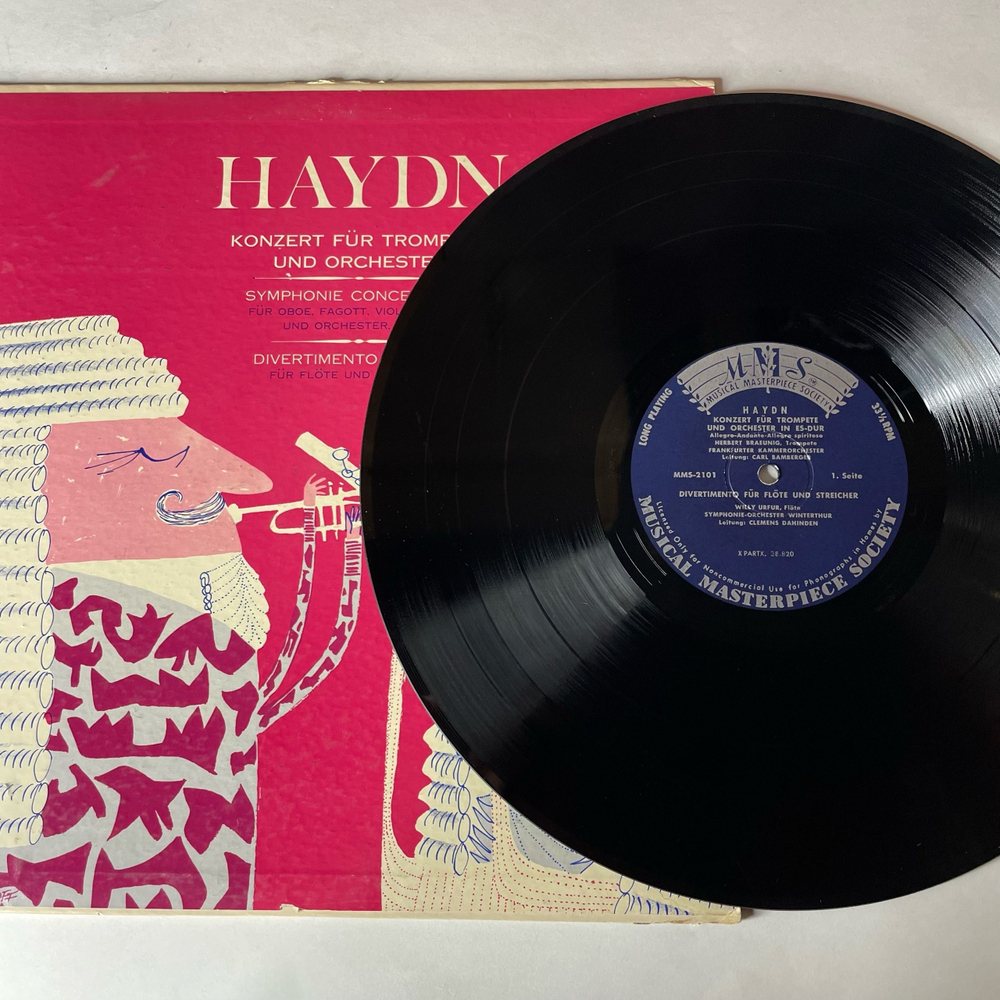 HAYDN
KONZERT FÜR TROMPE
UND ORCHESTE
SYMPHONIE CONCE
FÜR OBOE, FAGOTT, VIOL
UND ORCHESTER,
DIVERTIMENTO
FÜR FLÖTE UND
MMS
MUSICAL MASTERPIECE SOCIETY
LONG PLAYING
33⅓ RPM
HAYDN
KONZERT FÜR TROMPETE
UND ORCHESTER IN ES-DUR
Allegro-Andante-Allegro spiritoso
HERBERT BRAEUNIG, Trompete
FRANKFURTER KAMMERORCHESTER
Leitung: CARL BAMBERGER
MMS-2101 1. Seite
DIVERTIMENTO FÜR FLÖTE UND STREICHER
WILLY URFUR, Flöte
SYMPHONIE-ORCHESTER WINTERTHUR
Leitung: CLEMENS DAHINDEN
X PARTX. 38-820
Licensed Only for Noncommercial Use for Phonographs in Homes by
MUSICAL MASTERPIECE SOCIETY